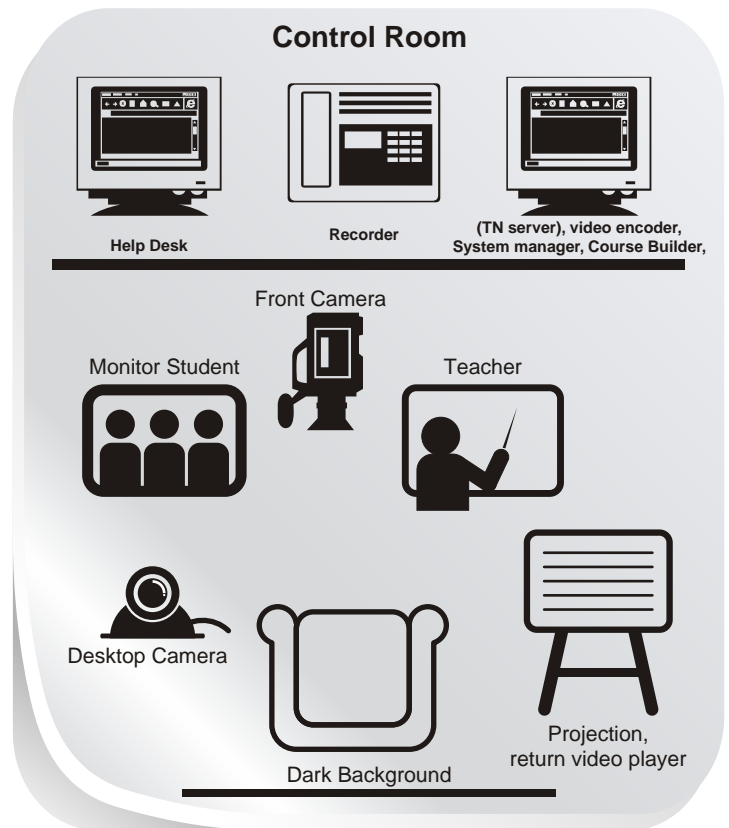 Control Room
Help Desk
Recorder
(TN server), video encoder,
System manager, Course Builder,
Front Camera
Monitor Student
Teacher
Desktop Camera
Projection,
return video player
Dark Background